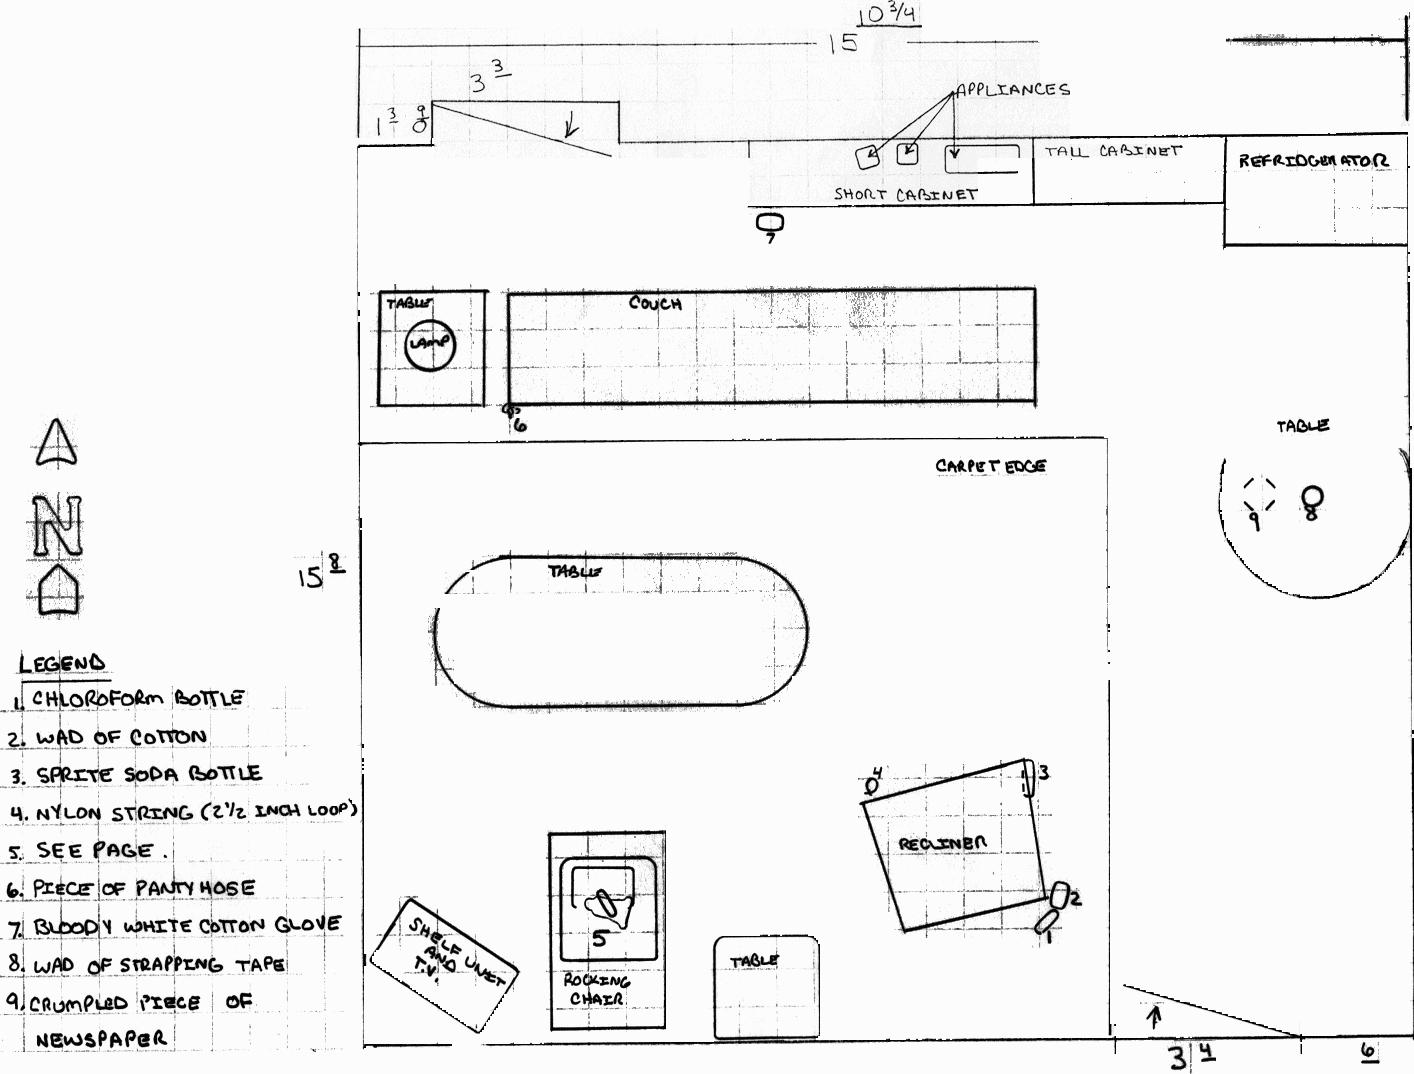 10 3/4
15
3 3
1 3 9
0
APPLIANCES
TALL CABINET
REFRIDGERATOR
SHORT CABINET
7
TABLE
LAMP
COUCH
6
CARPET EDGE
TABLE
9 8
N
15 8
TABLE
LEGEND
1. CHLOROFORM BOTTLE
2. WAD OF COTTON
3. SPRITE SODA BOTTLE
4. NYLON STRING (2 1/2 INCH LOOP)
5. SEE PAGE .
6. PIECE OF PANTY HOSE
7. BLOODY WHITE COTTON GLOVE
8. WAD OF STRAPPING TAPE
9. CRUMPLED PIECE OF
NEWSPAPER
4
3
RECLINER
2
1
5
ROCKING
CHAIR
SHELF UNIT
AND
T.V.
TABLE
3 4
6